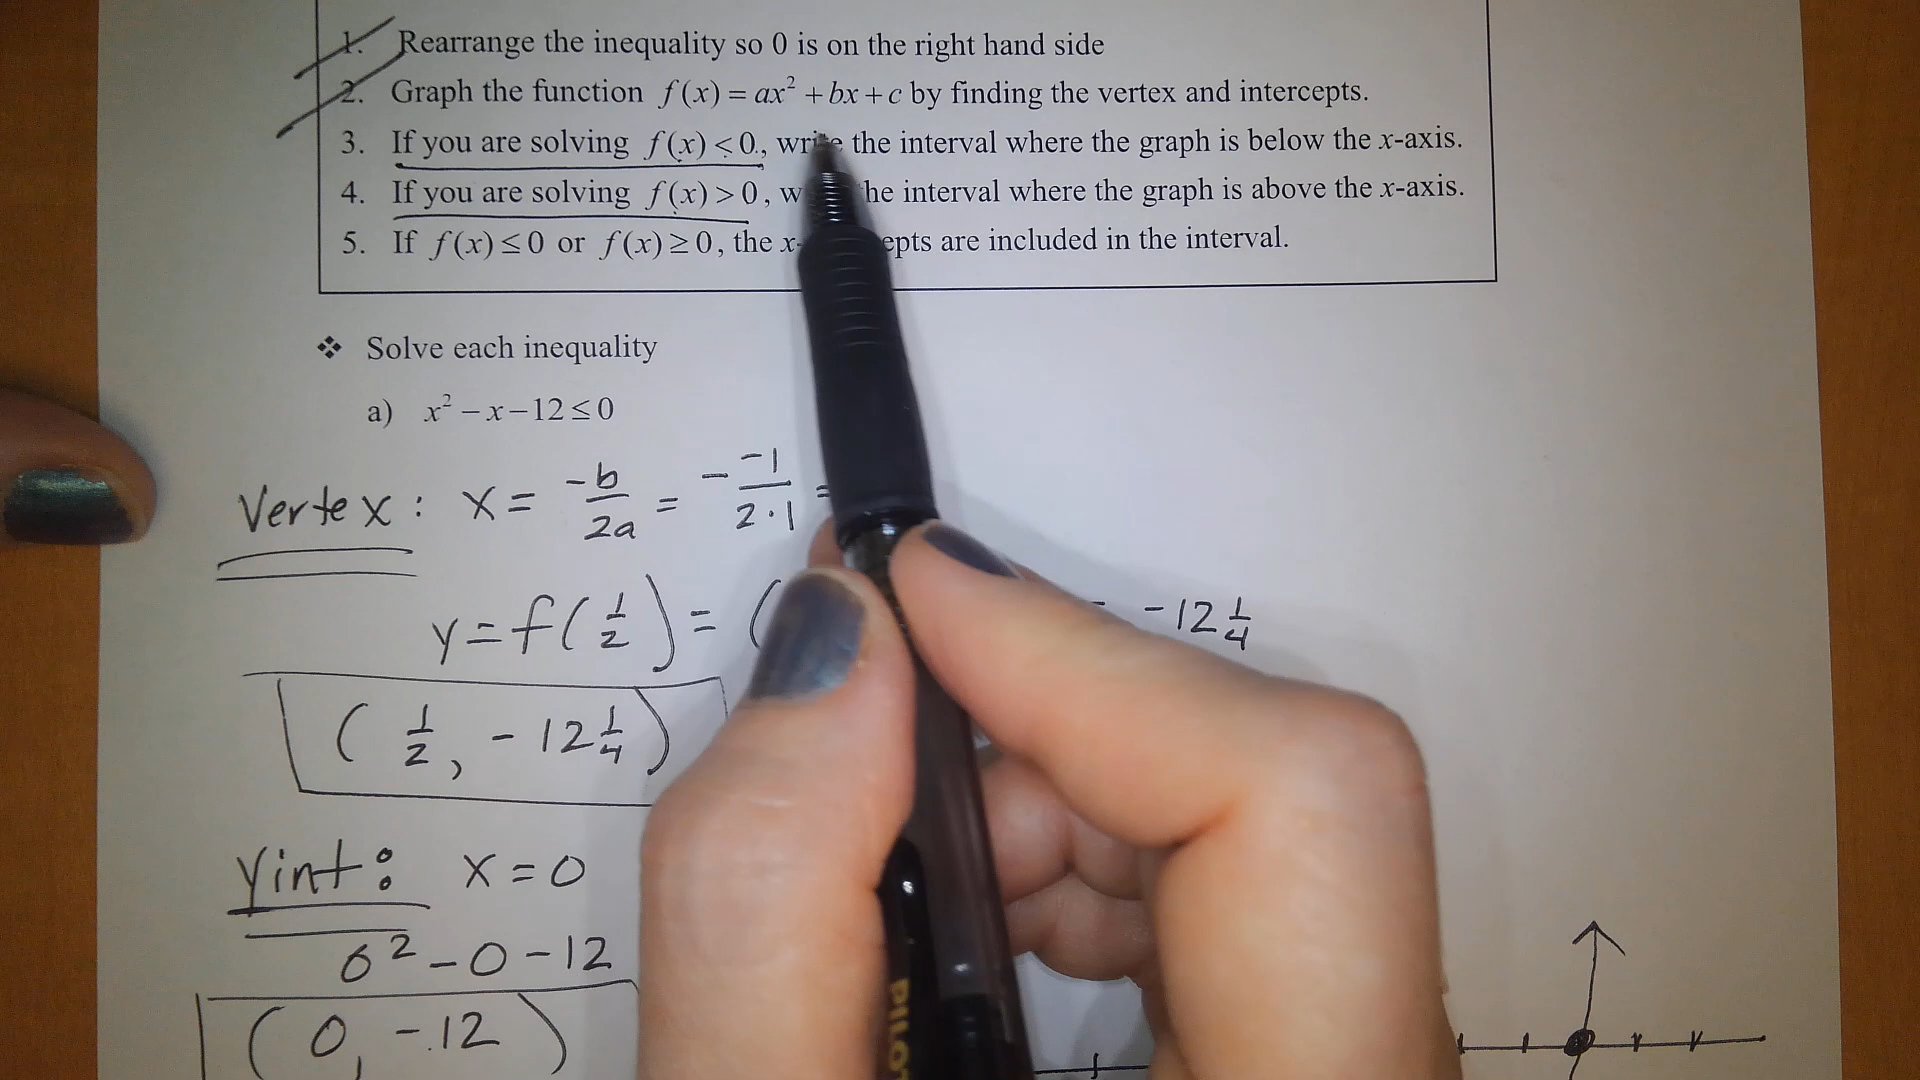 1. Rearrange the inequality so 0 is on the right hand side
2. Graph the function f(x) = ax² + bx + c by finding the vertex and intercepts.
3. If you are solving f(x) < 0, write the interval where the graph is below the x-axis.
4. If you are solving f(x) > 0, the interval where the graph is above the x-axis.
5. If f(x) ≤ 0 or f(x) ≥ 0, the are included in the interval.
❖ Solve each inequality
a) x² – x – 12 ≤ 0
Vertex: x = -b/2a = - -1/2·1 =
y = f(1/2) = ( - 12 1/4
(1/2, - 12 1/4)
Yint: x = 0
0² - 0 - 12
(0, -12)
PILOT